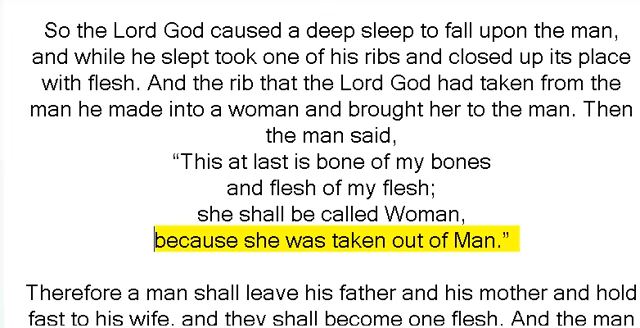 So the Lord God caused a deep sleep to fall upon the man,
and while he slept took one of his ribs and closed up its place
with flesh. And the rib that the Lord God had taken from the
man he made into a woman and brought her to the man. Then
the man said,
“This at last is bone of my bones
and flesh of my flesh;
she shall be called Woman,
because she was taken out of Man.”
Therefore a man shall leave his father and his mother and hold
fast to his wife, and they shall become one flesh. And the man